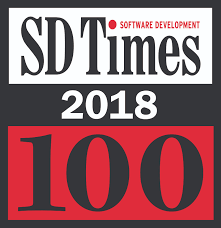 SOFTWARE DEVELOPMENT
SD Times
2018
100